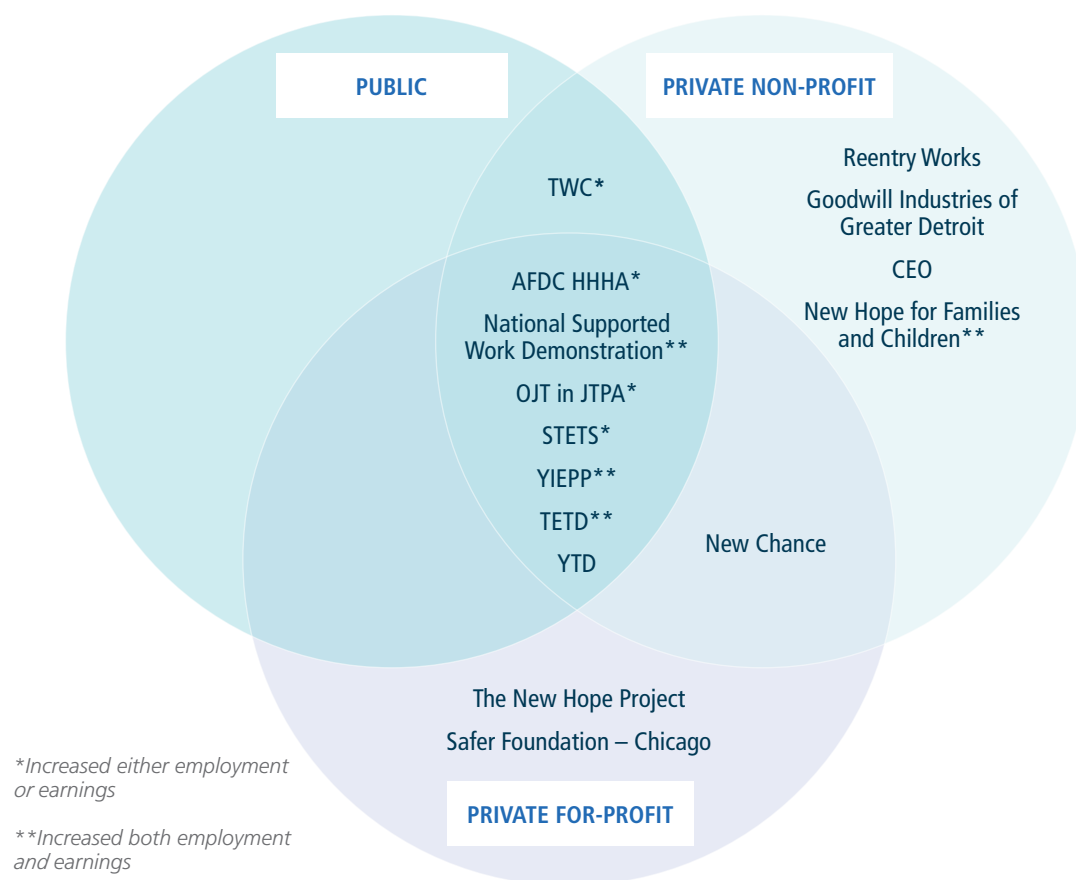 PUBLIC
PRIVATE NON-PROFIT
TWC*
Reentry Works
Goodwill Industries of
Greater Detroit
CEO
New Hope for Families
and Children**
AFDC HHHA*
National Supported
Work Demonstration**
OJT in JTPA*
STETS*
YIEPP**
TETD**
YTD
New Chance
The New Hope Project
Safer Foundation – Chicago
PRIVATE FOR-PROFIT
*Increased either employment
or earnings
**Increased both employment
and earnings